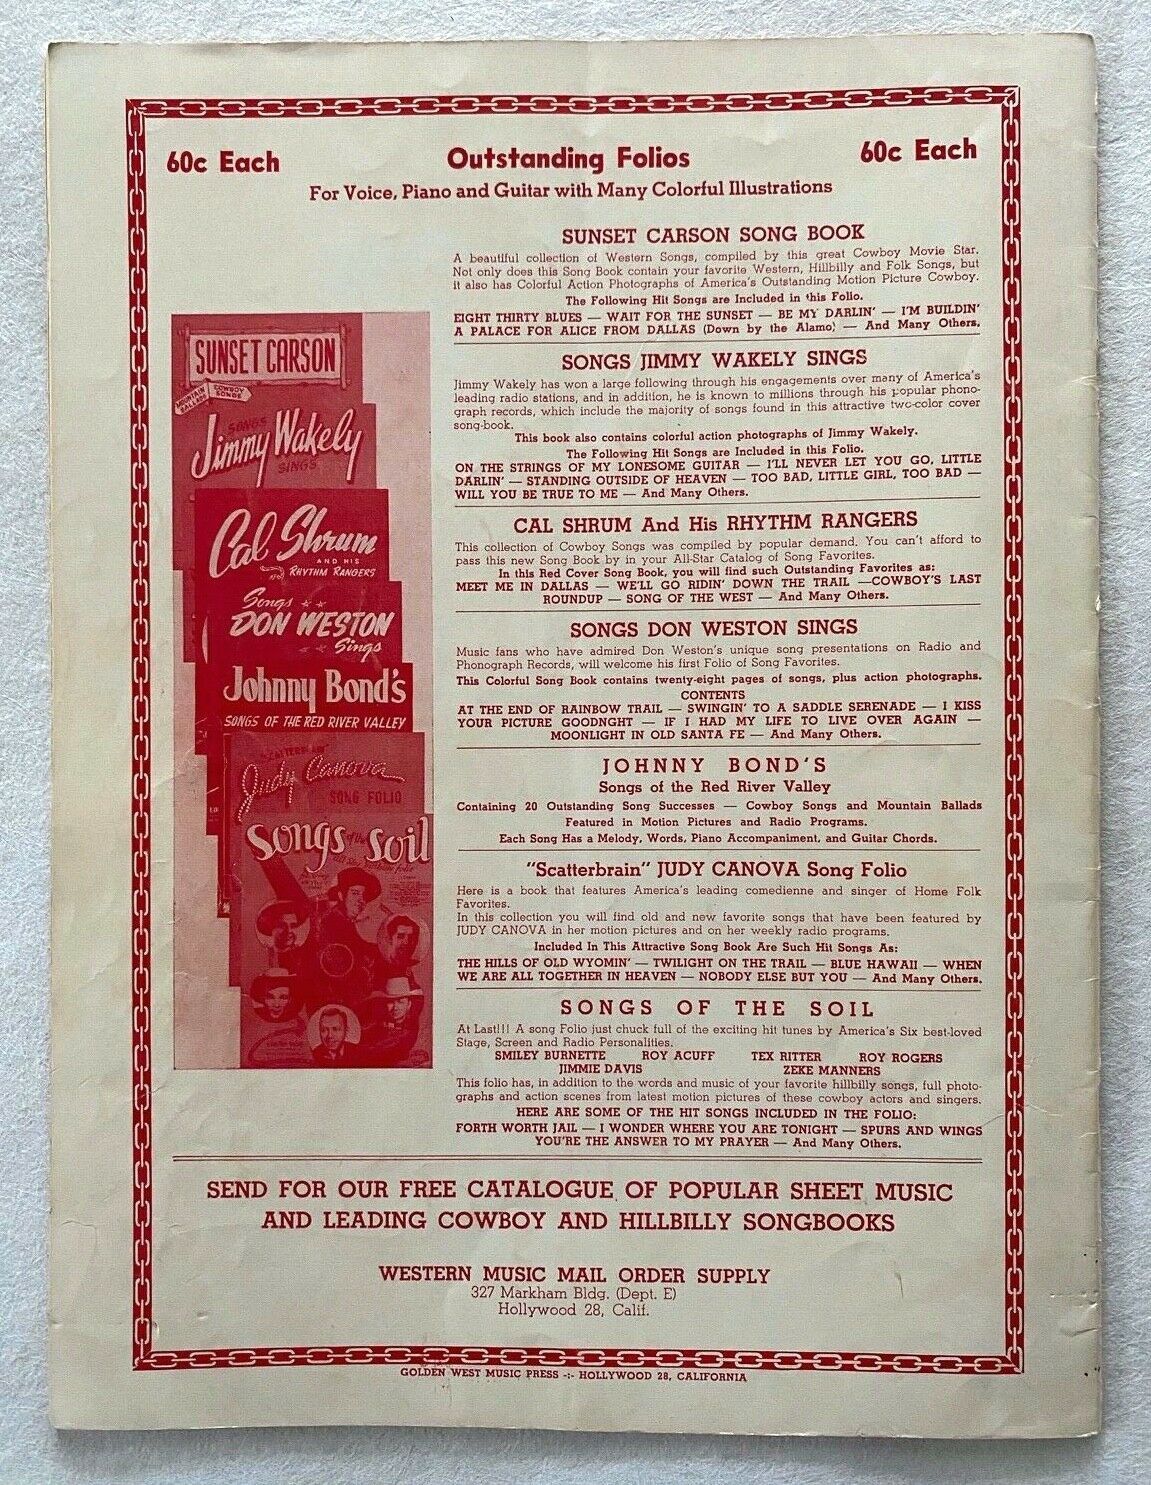 60c Each
Outstanding Folios
60c Each
For Voice, Piano and Guitar with Many Colorful Illustrations
SUNSET CARSON
MOUNTAIN BALLADS
COWBOY SONGS
SONGS
Jimmy Wakely
SINGS
Cal Shrum
AND HIS
RHYTHM RANGERS
Songs
DON WESTON
Sings
Johnny Bond's
SONGS OF THE RED RIVER VALLEY
"SCATTERBRAIN"
Judy Canova
SONG FOLIO
Songs of the Soil
SUNSET CARSON SONG BOOK
A beautiful collection of Western Songs, compiled by this great Cowboy Movie Star.
Not only does this Song Book contain your favorite Western, Hillbilly and Folk Songs, but
it also has Colorful Action Photographs of America's Outstanding Motion Picture Cowboy.
The Following Hit Songs are Included in this Folio.
EIGHT THIRTY BLUES — WAIT FOR THE SUNSET — BE MY DARLIN' — I'M BUILDIN'
A PALACE FOR ALICE FROM DALLAS (Down by the Alamo) — And Many Others.
SONGS JIMMY WAKELY SINGS
Jimmy Wakely has won a large following through his engagements over many of America's
leading radio stations, and in addition, he is known to millions through his popular phono-
graph records, which include the majority of songs found in this attractive two-color cover
song-book.
This book also contains colorful action photographs of Jimmy Wakely.
The Following Hit Songs are Included in this Folio.
ON THE STRINGS OF MY LONESOME GUITAR — I'LL NEVER LET YOU GO, LITTLE
DARLIN' — STANDING OUTSIDE OF HEAVEN — TOO BAD, LITTLE GIRL, TOO BAD —
WILL YOU BE TRUE TO ME — And Many Others.
CAL SHRUM And His RHYTHM RANGERS
This collection of Cowboy Songs was compiled by popular demand. You can't afford to
pass this new Song Book by in your All-Star Catalog of Song Favorites.
In this Red Cover Song Book, you will find such Outstanding Favorites as:
MEET ME IN DALLAS — WE'LL GO RIDIN' DOWN THE TRAIL —COWBOY'S LAST
ROUNDUP — SONG OF THE WEST — And Many Others.
SONGS DON WESTON SINGS
Music fans who have admired Don Weston's unique song presentations on Radio and
Phonograph Records, will welcome his first Folio of Song Favorites.
This Colorful Song Book contains twenty-eight pages of songs, plus action photographs.
CONTENTS
AT THE END OF RAINBOW TRAIL — SWINGIN' TO A SADDLE SERENADE — I KISS
YOUR PICTURE GOODNGHT — IF I HAD MY LIFE TO LIVE OVER AGAIN —
MOONLIGHT IN OLD SANTA FE — And Many Others.
JOHNNY BOND'S
Songs of the Red River Valley
Containing 20 Outstanding Song Successes — Cowboy Songs and Mountain Ballads
Featured in Motion Pictures and Radio Programs.
Each Song Has a Melody, Words, Piano Accompaniment, and Guitar Chords.
"Scatterbrain" JUDY CANOVA Song Folio
Here is a book that features America's leading comedienne and singer of Home Folk
Favorites.
In this collection you will find old and new favorite songs that have been featured by
JUDY CANOVA in her motion pictures and on her weekly radio programs.
Included In This Attractive Song Book Are Such Hit Songs As:
THE HILLS OF OLD WYOMIN' — TWILIGHT ON THE TRAIL — BLUE HAWAII — WHEN
WE ARE ALL TOGETHER IN HEAVEN — NOBODY ELSE BUT YOU — And Many Others.
SONGS OF THE SOIL
At Last!!! A song Folio just chuck full of the exciting hit tunes by America's Six best-loved
Stage, Screen and Radio Personalities.
SMILEY BURNETTE ROY ACUFF TEX RITTER ROY ROGERS
JIMMIE DAVIS ZEKE MANNERS
This folio has, in addition to the words and music of your favorite hillbilly songs, full photo-
graphs and action scenes from latest motion pictures of these cowboy actors and singers.
HERE ARE SOME OF THE HIT SONGS INCLUDED IN THE FOLIO:
FORTH WORTH JAIL — I WONDER WHERE YOU ARE TONIGHT — SPURS AND WINGS
YOU'RE THE ANSWER TO MY PRAYER — And Many Others.
SEND FOR OUR FREE CATALOGUE OF POPULAR SHEET MUSIC
AND LEADING COWBOY AND HILLBILLY SONGBOOKS
WESTERN MUSIC MAIL ORDER SUPPLY
327 Markham Bldg. (Dept. E)
Hollywood 28, Calif.
GOLDEN WEST MUSIC PRESS -:- HOLLYWOOD 28, CALIFORNIA